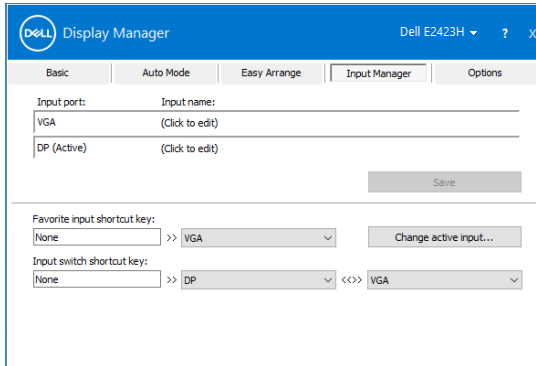 DELL Display Manager Dell E2423H ? X
Basic Auto Mode Easy Arrange Input Manager Options
Input port: Input name:
VGA (Click to edit)
DP (Active) (Click to edit)
Save
Favorite input shortcut key:
None >> VGA Change active input...
Input switch shortcut key:
None >> DP <<>> VGA